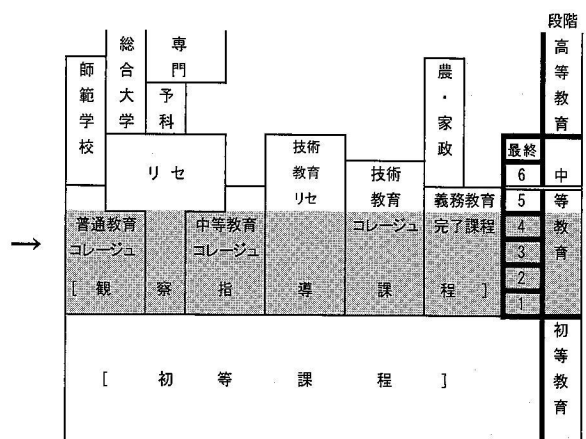 段階
高等教育
中等教育
初等教育
師範学校
総合大学
専門
予科
リセ
技術
教育
リセ
技術
教育
コレージュ
農・家政
義務教育
完了課程
普通教育
コレージュ
中等教育
コレージュ
[観察指導課程]
最終
6
5
4
3
2
1
→
[初等課程]